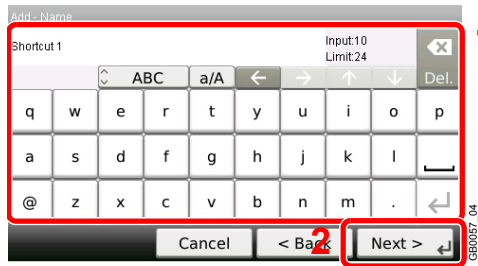 Add - Name
Shortcut 1
Input:10
Limit:24
ABC a/A ← → ↑ ↓ Del.
q w e r t y u i o p
a s d f g h j k l
@ z x c v b n m .
Cancel < Back 2 Next >
GB0057_04